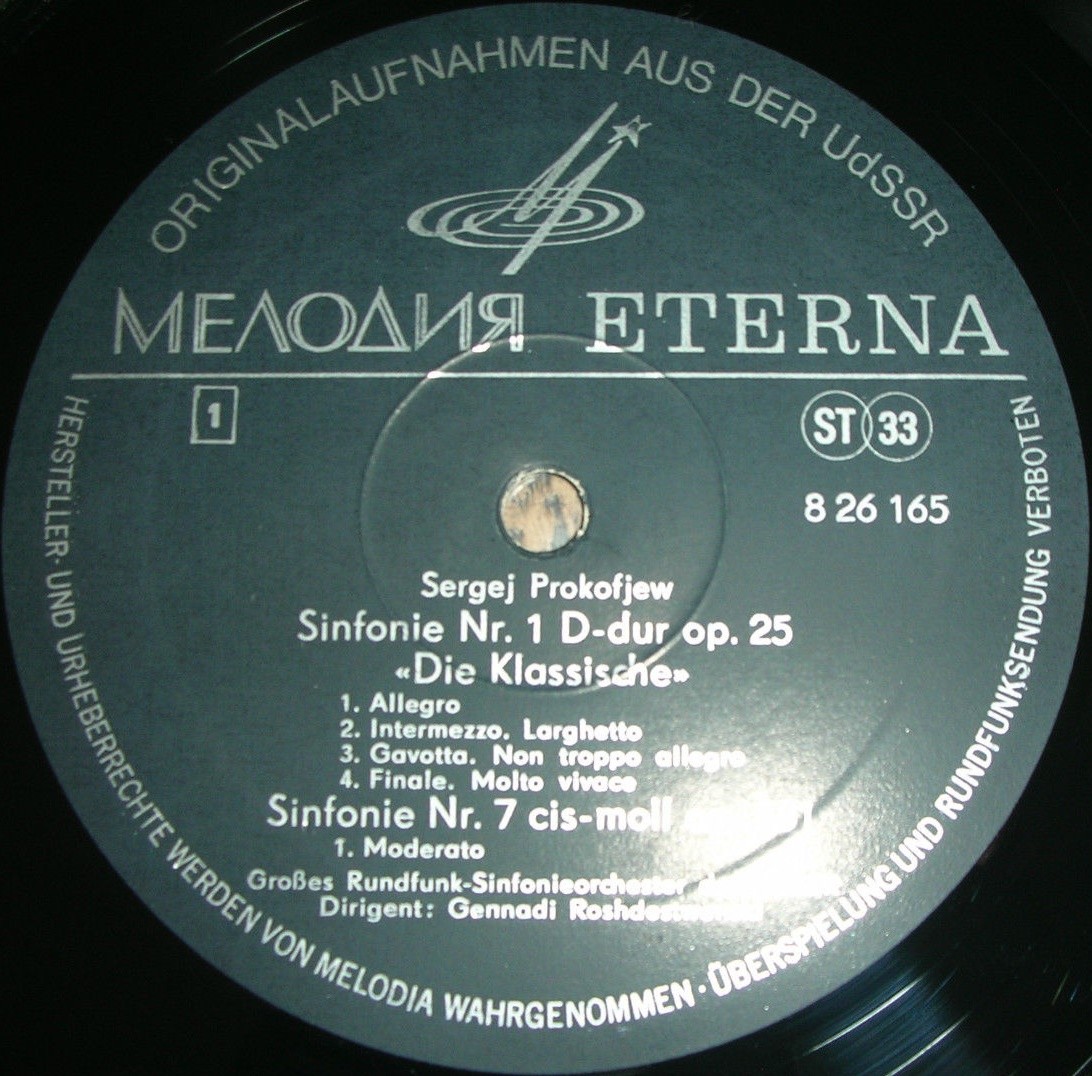 ORIGINALAUFNAHMEN AUS DER UdSSR
МЕЛОДИЯ ETERNA
1
ST 33
8 26 165
Sergej Prokofjew
Sinfonie Nr. 1 D-dur op. 25
«Die Klassische»
1. Allegro
2. Intermezzo. Larghetto
3. Gavotta. Non troppo allegro
4. Finale. Molto vivace
Sinfonie Nr. 7 cis-moll
1. Moderato
Großes Rundfunk-Sinfonieorchester
Dirigent: Gennadi
HERSTELLER- UND URHEBERRECHTE WERDEN VON MELODIA WAHRGENOMMEN · ÜBERSPIELUNG UND RUNDFUNKSENDUNG VERBOTEN